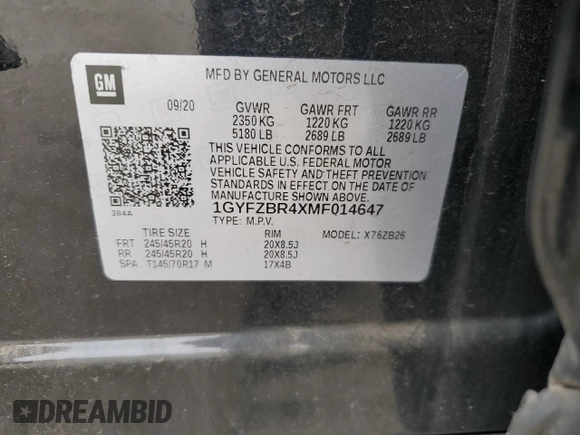 GM
MFD BY GENERAL MOTORS LLC
09/20 GVWR GAWR FRT GAWR RR
2350 KG 1220 KG 1220 KG
5180 LB 2689 LB 2689 LB
THIS VEHICLE CONFORMS TO ALL
APPLICABLE U.S. FEDERAL MOTOR
VEHICLE SAFETY AND THEFT PREVENTION
STANDARDS IN EFFECT ON THE DATE OF
MANUFACTURE SHOWN ABOVE.
384A
1GYFZBR4XMF014647
TYPE: M.P.V.
TIRE SIZE RIM MODEL: X76ZB26
FRT 245/45R20 H 20X8.5J
RR 245/45R20 H 20X8.5J
SPA T145/70R17 M 17X4B
DREAMBID